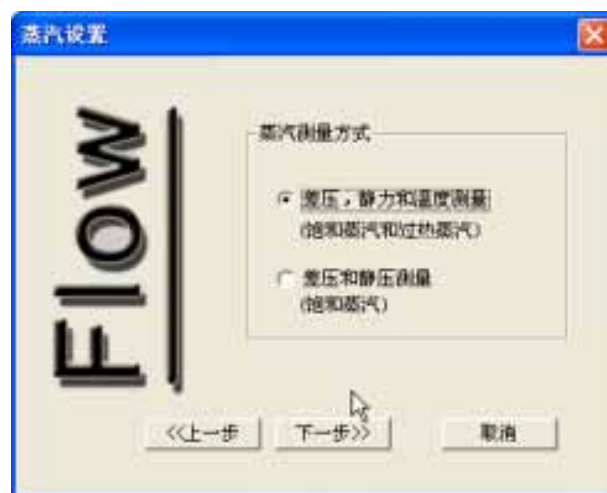 蒸汽设置
Flow
蒸汽测量方式
差压，静力和温度测量
(饱和蒸汽和过热蒸汽)
差压和静压测量
(饱和蒸汽)
<<上一步
下一步>>
取消